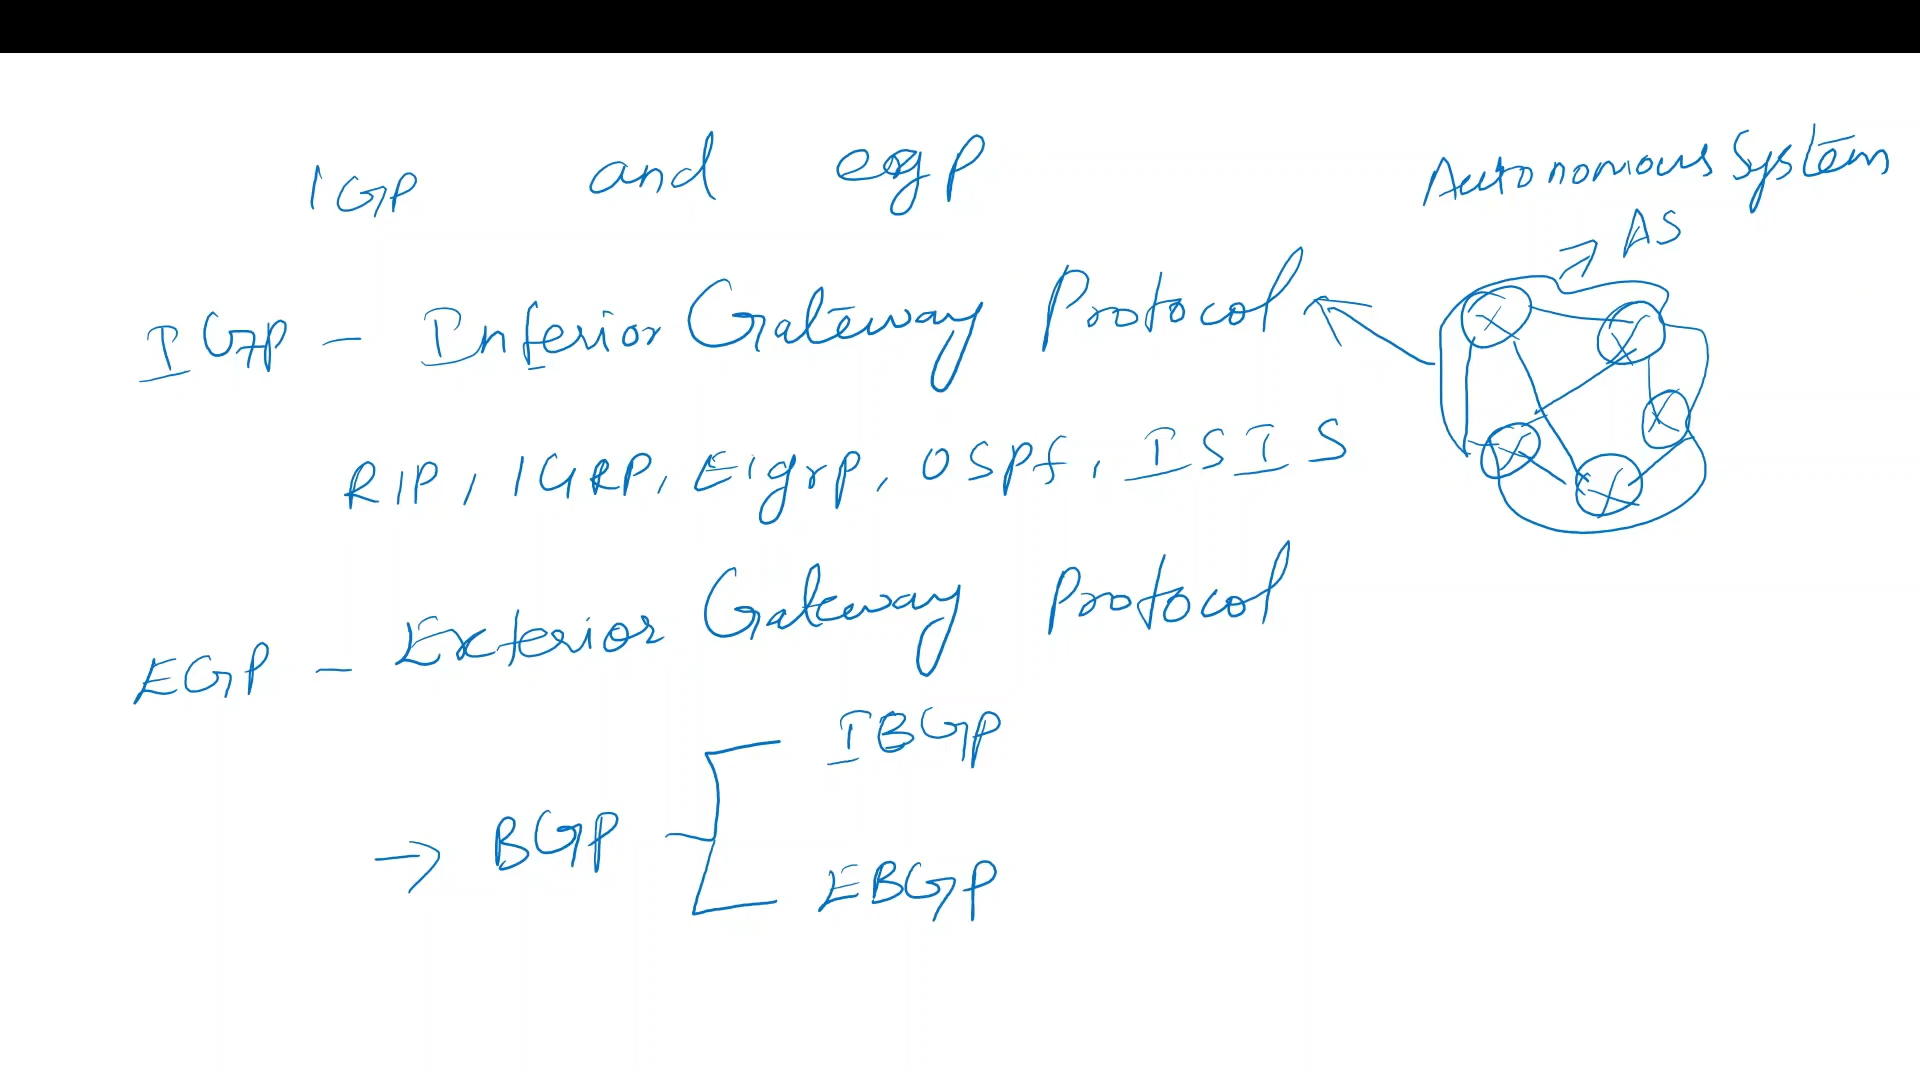 IGP and egp
Autonomous System
AS
IGP - Inferior Gateway Protocol
RIP, IGRP, Eigrp, OSPf, ISIS
EGP - Exterior Gateway Protocol
IBGP
→ BGP
EBGP